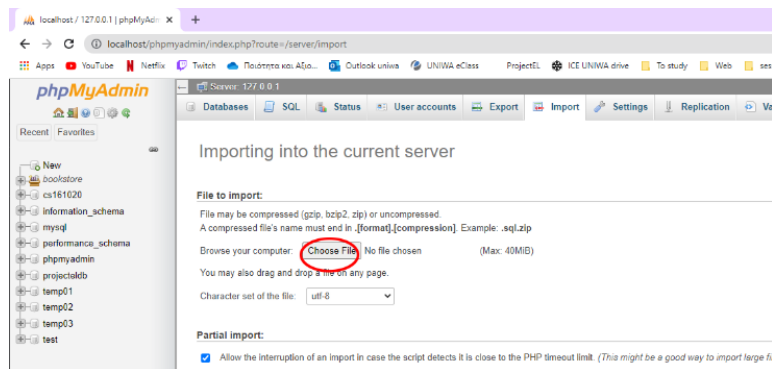 localhost / 127.0.0.1 | phpMyAdm
localhost/phpmyadmin/index.php?route=/server/import
Apps YouTube Netflix Twitch Ποιότητα και Αξιο... Outlook uniwa UNIWA eClass ProjectEL ICE UNIWA drive To study Web ses
phpMyAdmin
Recent Favorites
New
bookstore
cs161020
information_schema
mysql
performance_schema
phpmyadmin
projecteldb
temp01
temp02
temp03
test
Server: 127.0.0.1
Databases SQL Status User accounts Export Import Settings Replication Va
Importing into the current server
File to import:
File may be compressed (gzip, bzip2, zip) or uncompressed.
A compressed file's name must end in .[format].[compression]. Example: .sql.zip
Browse your computer: Choose File No file chosen (Max: 40MiB)
You may also drag and drop a file on any page.
Character set of the file: utf-8
Partial import:
Allow the interruption of an import in case the script detects it is close to the PHP timeout limit. (This might be a good way to import large fi